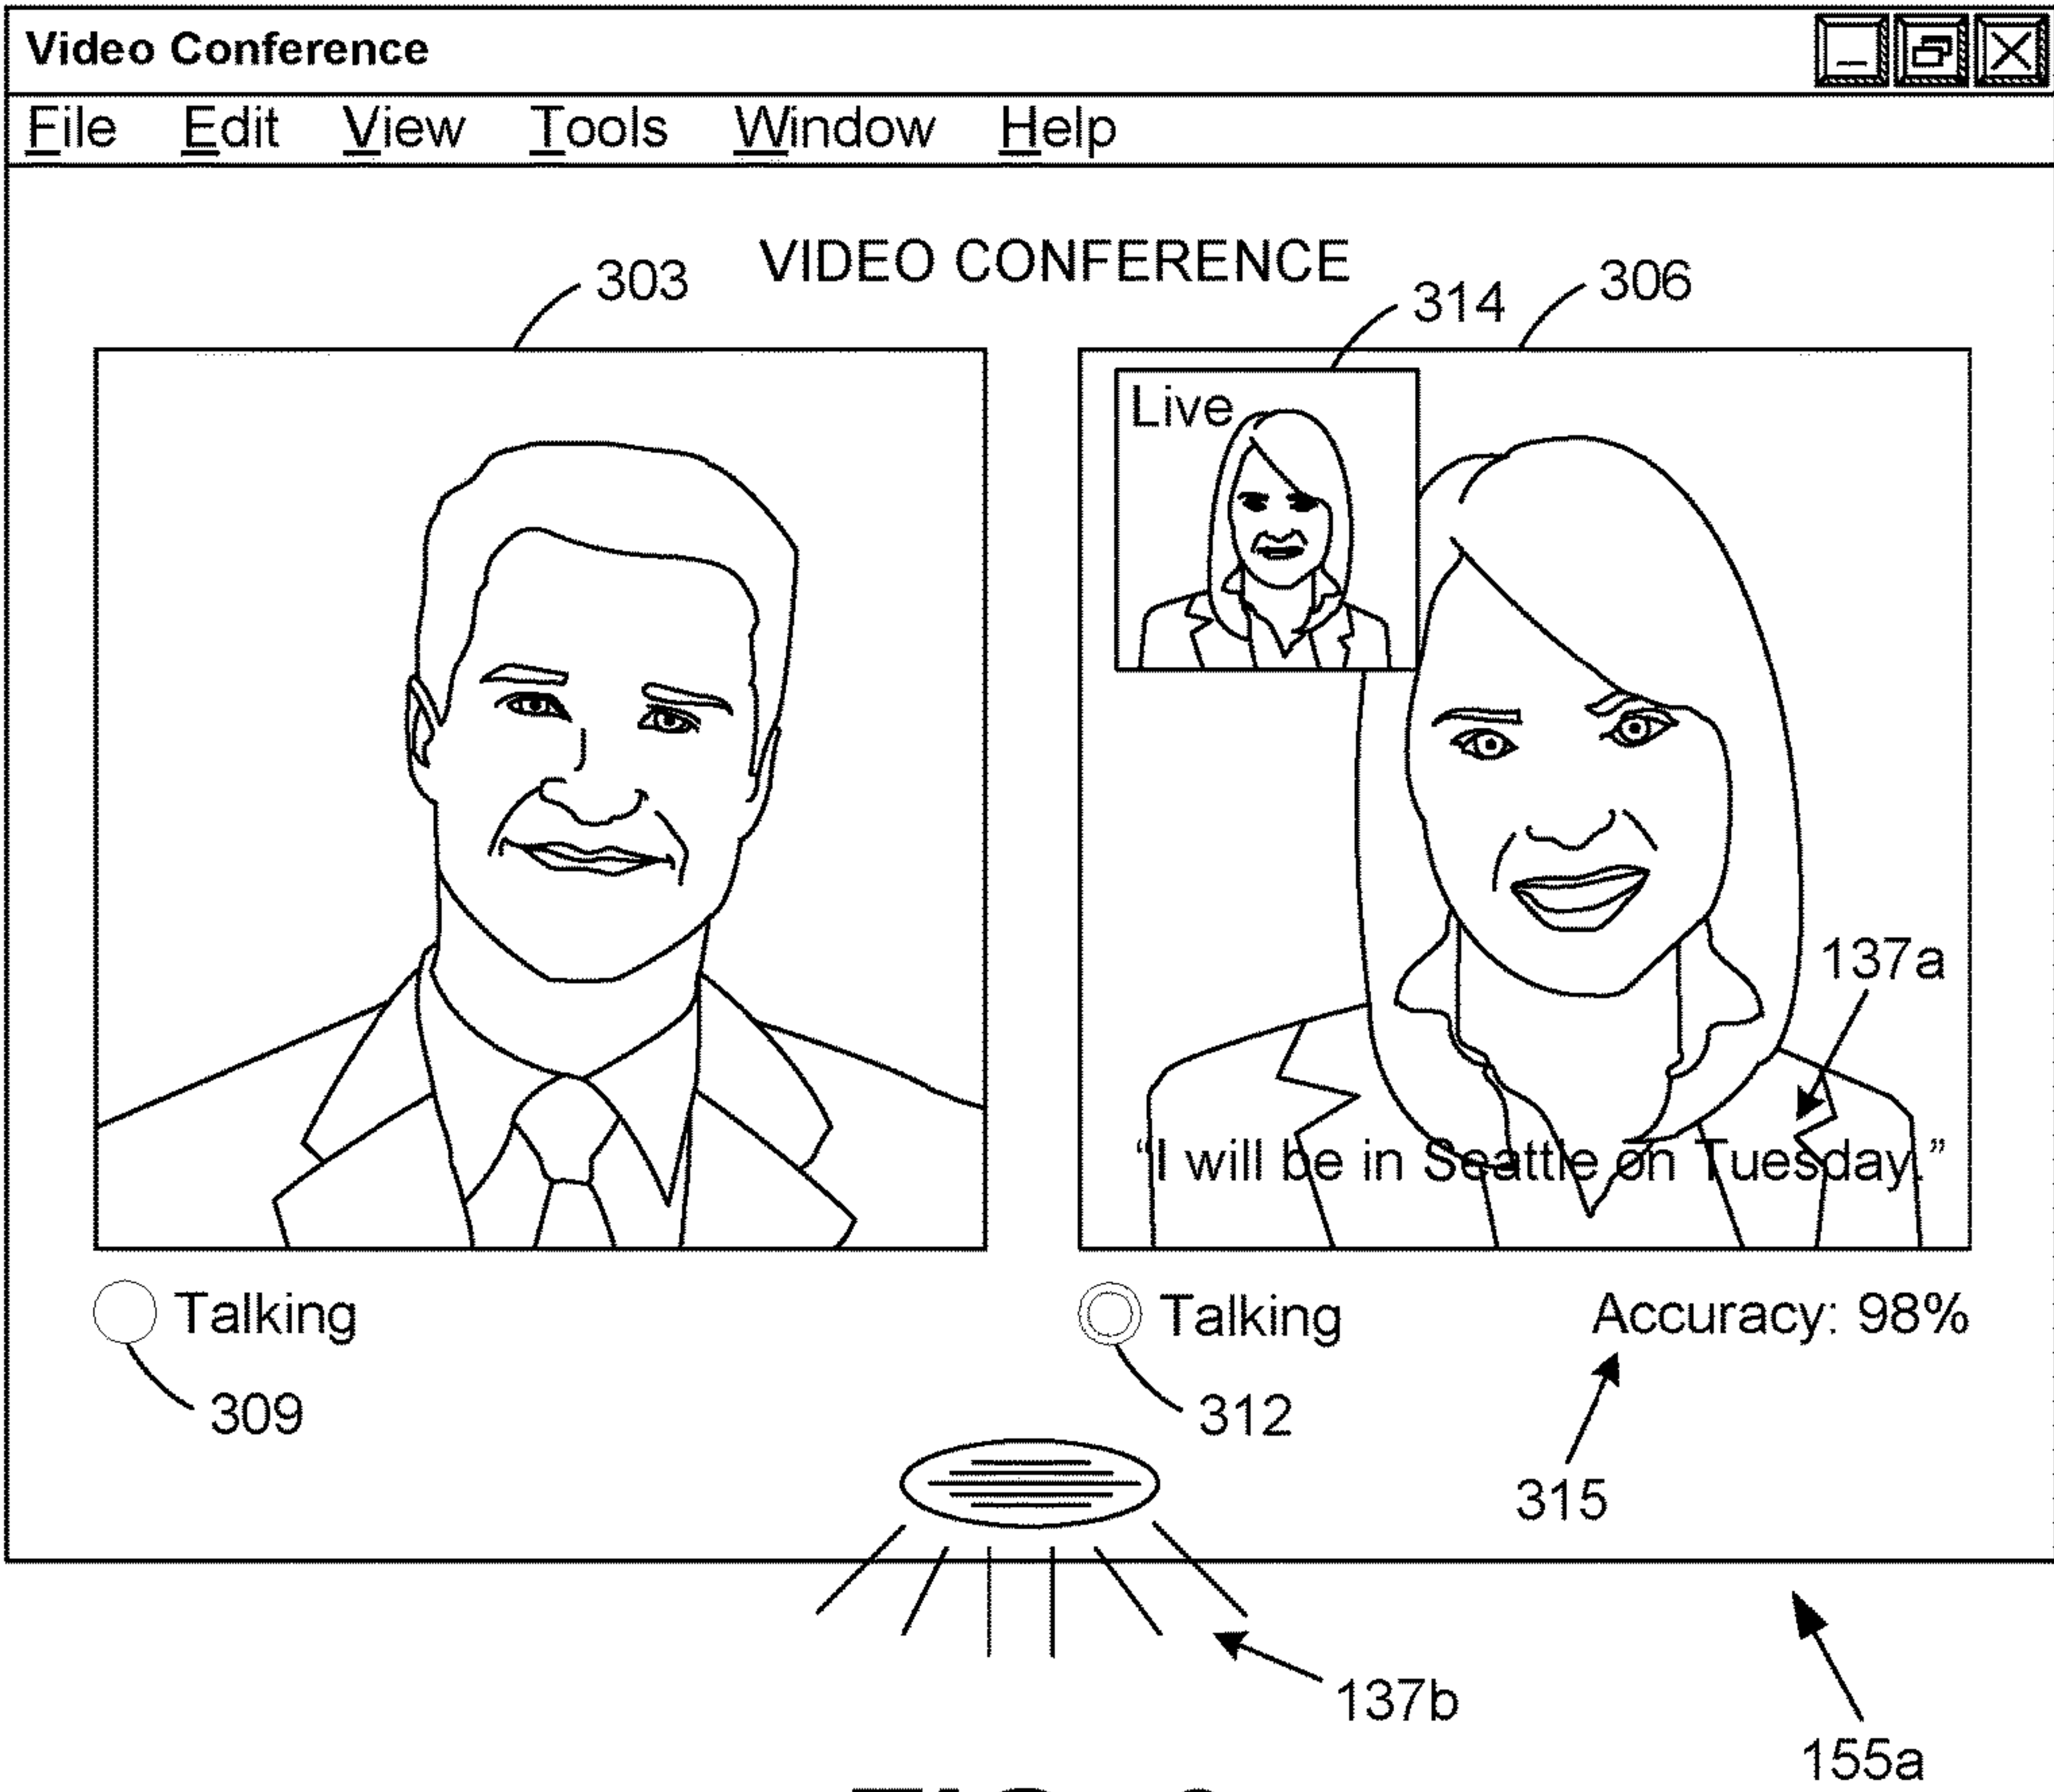 Video Conference
File Edit View Tools Window Help
VIDEO CONFERENCE
303
314
306
Live
137a
“I will be in Seattle on Tuesday.”
Talking
Talking
Accuracy: 98%
309
312
315
137b
155a